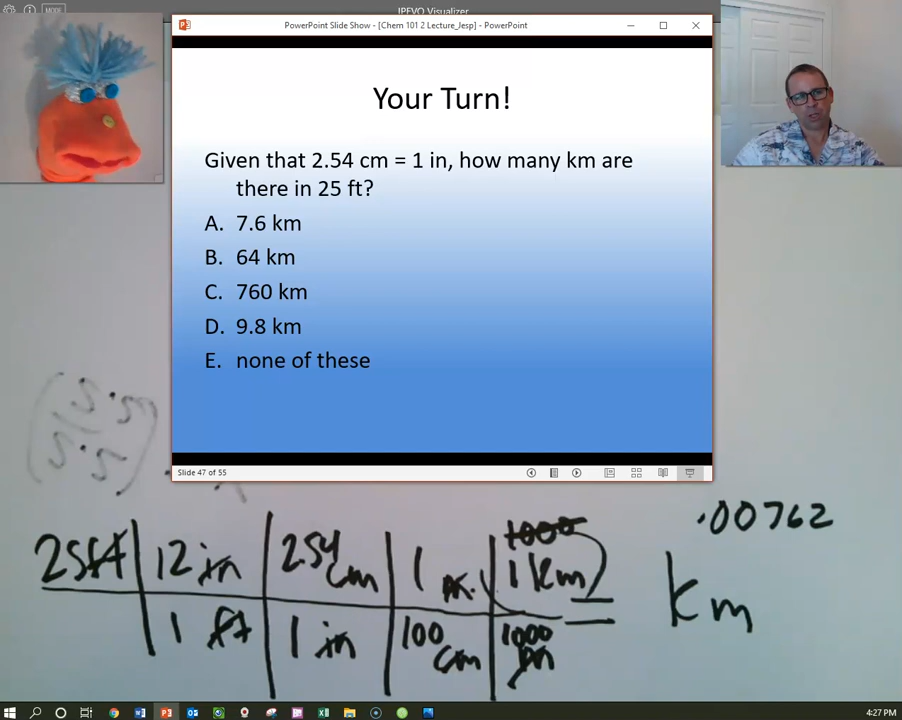 IPEVO Visualizer
MODE
PowerPoint Slide Show - [Chem 101 2 Lecture_Jesp] - PowerPoint
Your Turn!
Given that 2.54 cm = 1 in, how many km are
there in 25 ft?
A. 7.6 km
B. 64 km
C. 760 km
D. 9.8 km
E. none of these
Slide 47 of 55
.00762
1000
25ft 12 in 2.54 cm 1 m 1 km = km
1 ft 1 in 100 cm 1000 m
4:27 PM